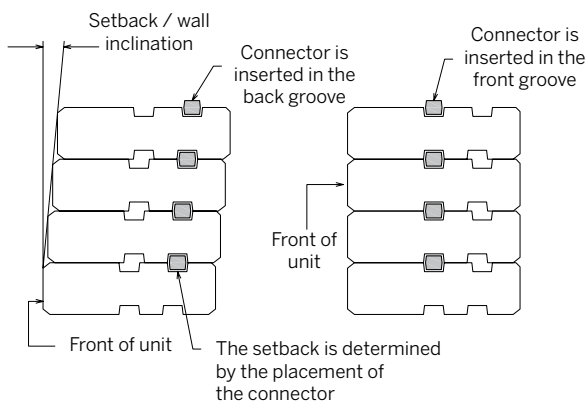 Setback / wall
inclination
Connector is
inserted in the
back groove
Front of unit
The setback is determined
by the placement of
the connector
Connector is
inserted in the
front groove
Front of
unit